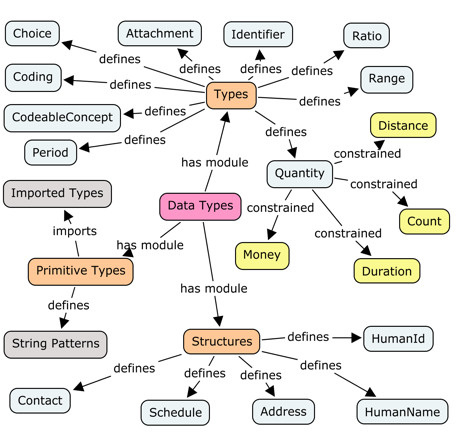 Choice
Attachment
Identifier
Ratio
defines
defines
defines
defines
Coding
defines
Types
defines
Range
CodeableConcept
defines
defines
Distance
Period
defines
has module
Quantity
constrained
constrained
Imported Types
Data Types
constrained
Count
imports
has module
constrained
Money
Primitive Types
Duration
defines
has module
String Patterns
Structures
defines
HumanId
defines
defines
defines
defines
Contact
Schedule
Address
HumanName